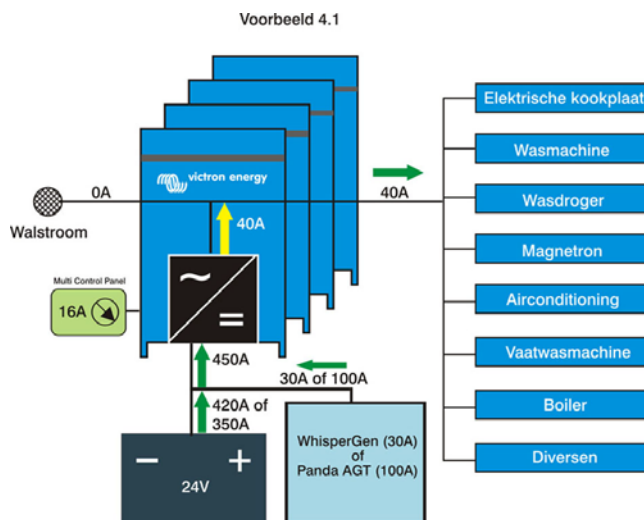 Voorbeeld 4.1
victron energy
0A
40A
Walstroom
40A
Multi Control Panel
16A
~
=
450A
30A of 100A
420A of
350A
– +
24V
WhisperGen (30A)
of
Panda AGT (100A)
Elektrische kookplaat
Wasmachine
Wasdroger
Magnetron
Airconditioning
Vaatwasmachine
Boiler
Diversen